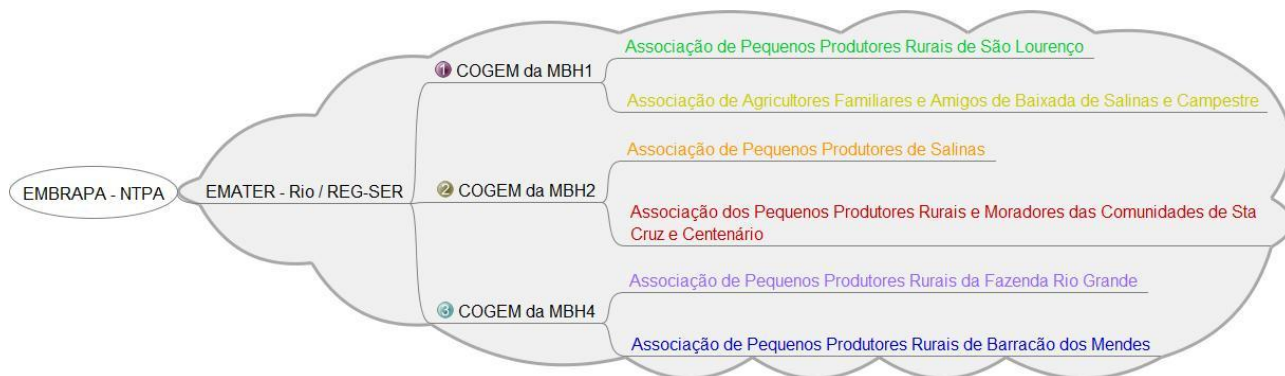 EMBRAPA - NTPA
EMATER - Rio / REG-SER
1 COGEM da MBH1
Associação de Pequenos Produtores Rurais de São Lourenço
Associação de Agricultores Familiares e Amigos de Baixada de Salinas e Campestre
2 COGEM da MBH2
Associação de Pequenos Produtores de Salinas
Associação dos Pequenos Produtores Rurais e Moradores das Comunidades de Sta
Cruz e Centenário
3 COGEM da MBH4
Associação de Pequenos Produtores Rurais da Fazenda Rio Grande
Associação de Pequenos Produtores Rurais de Barracão dos Mendes